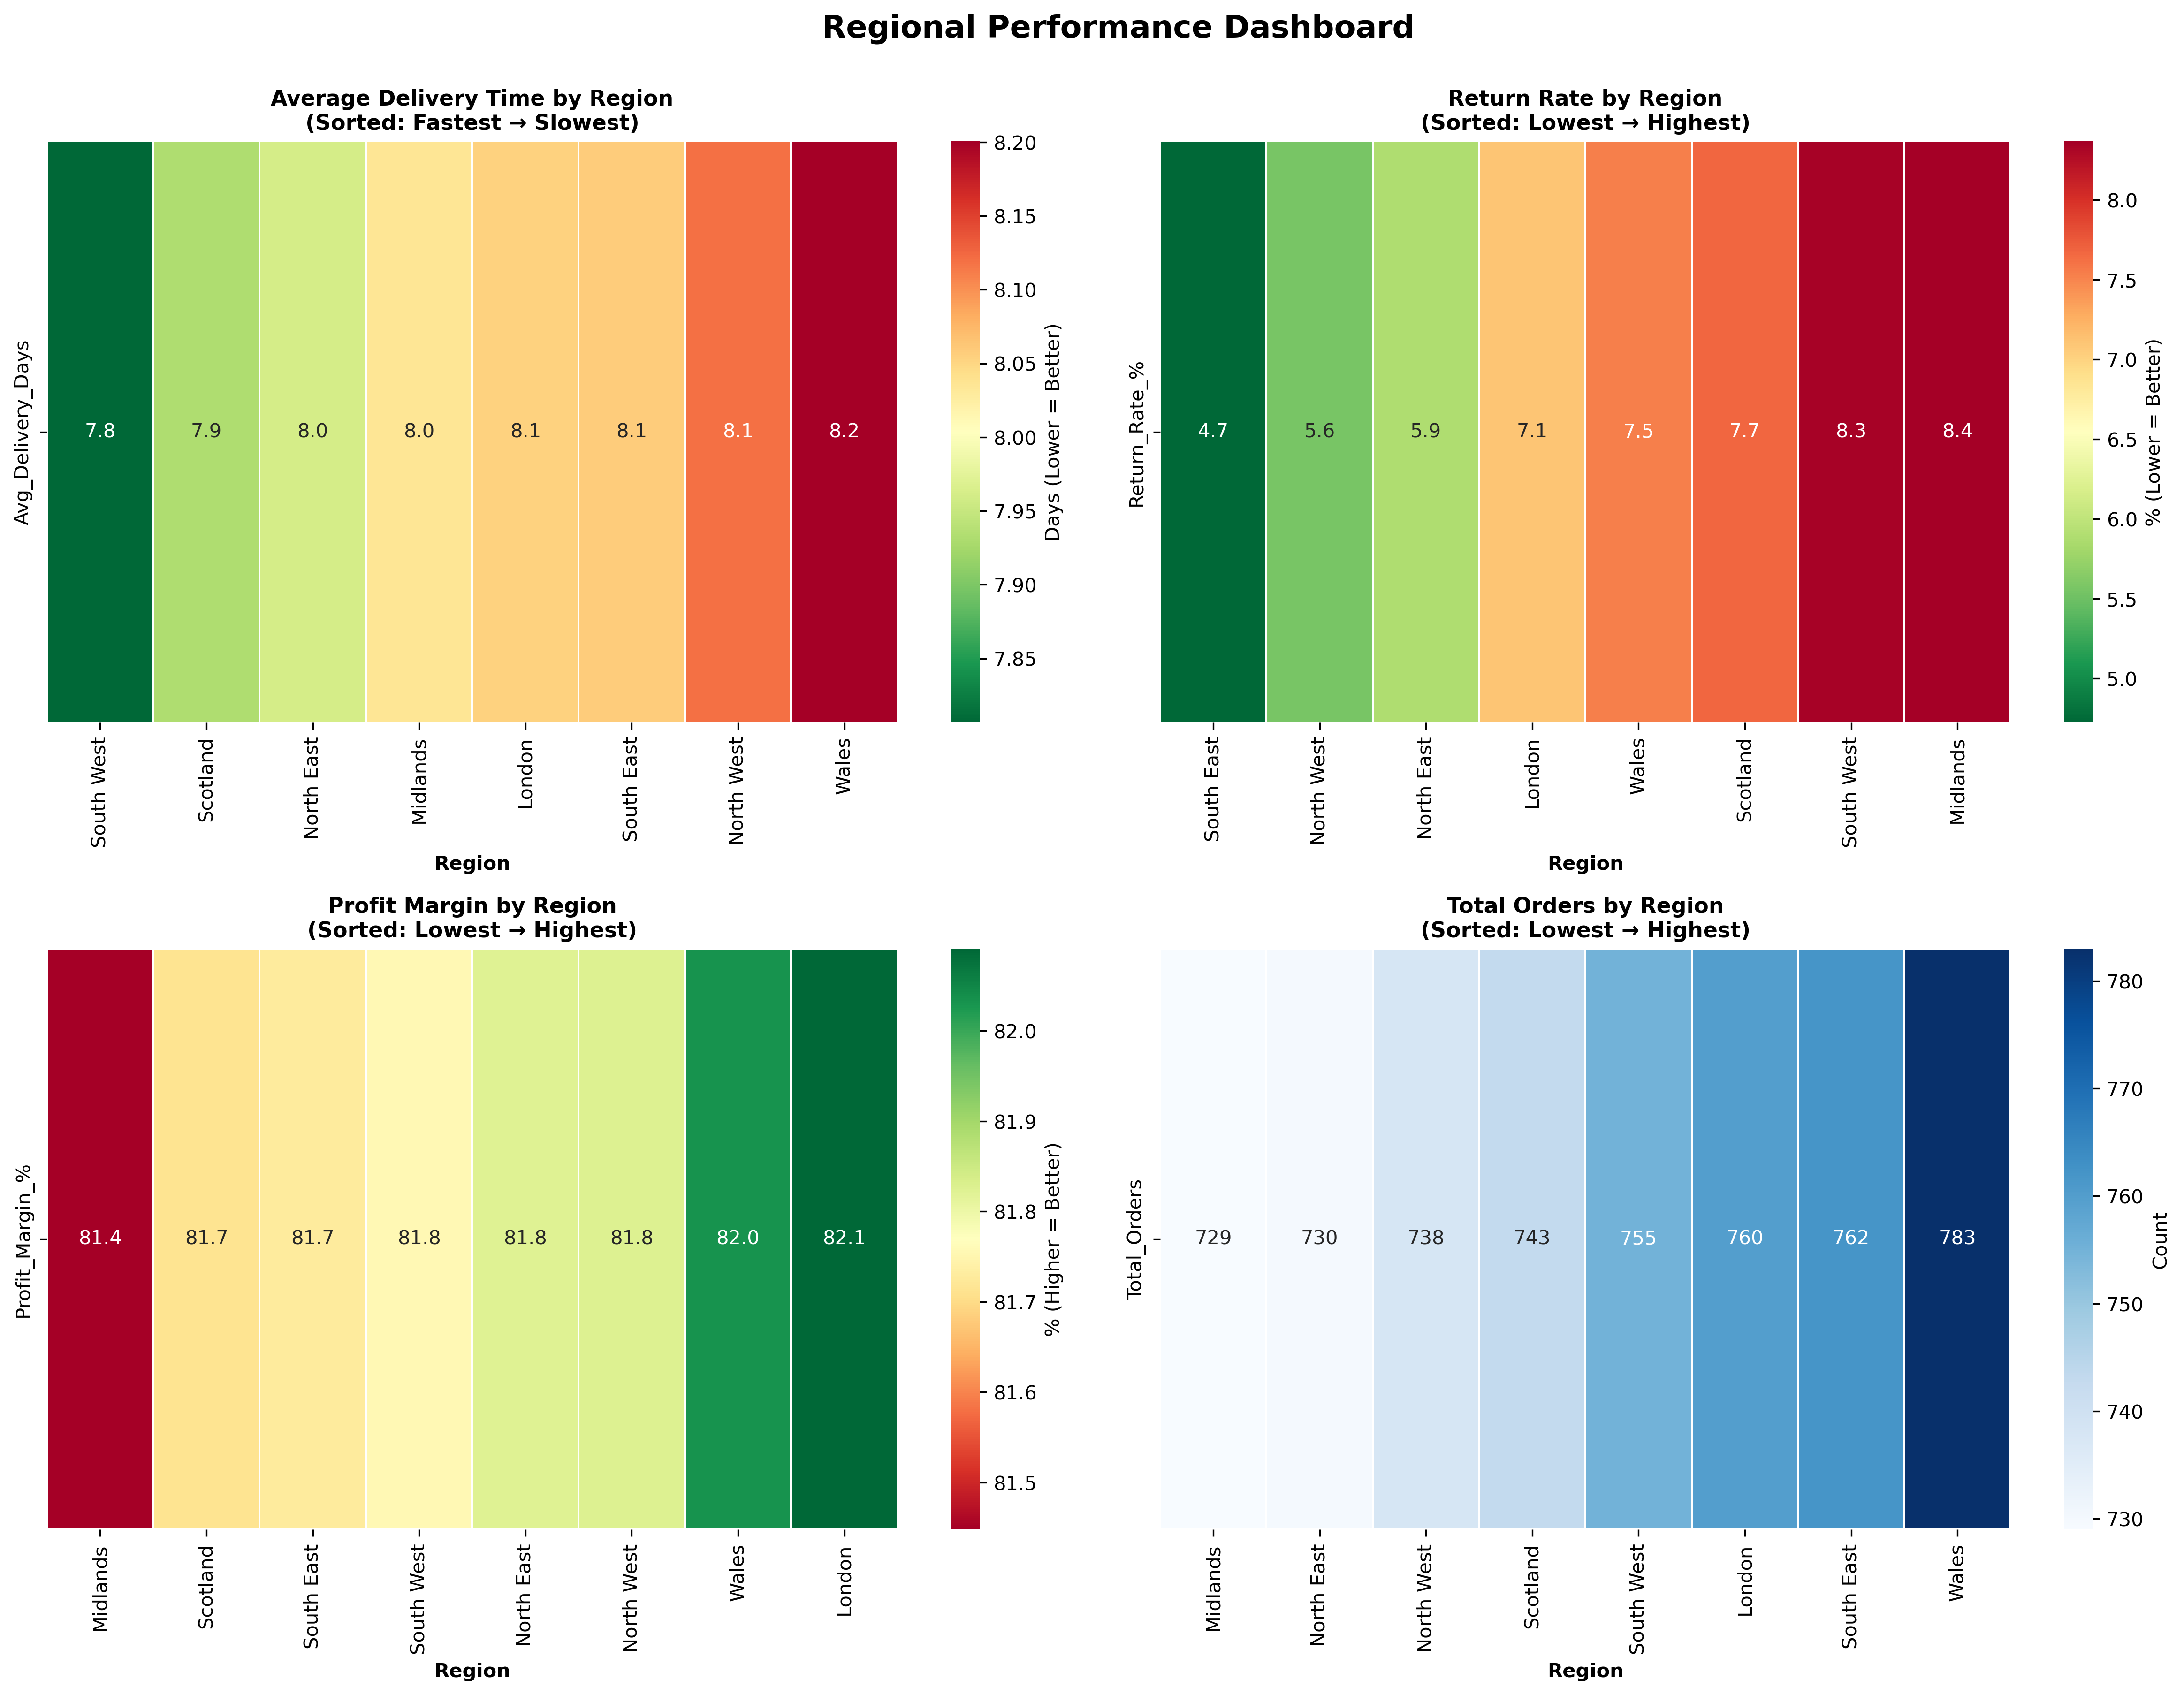 Regional Performance Dashboard
Average Delivery Time by Region
(Sorted: Fastest → Slowest)
Avg_Delivery_Days
7.8
7.9
8.0
8.0
8.1
8.1
8.1
8.2
South West
Scotland
North East
Midlands
London
South East
North West
Wales
Region
8.20
8.15
8.10
8.05
8.00
7.95
7.90
7.85
Days (Lower = Better)
Return Rate by Region
(Sorted: Lowest → Highest)
Return_Rate_%
4.7
5.6
5.9
7.1
7.5
7.7
8.3
8.4
South East
North West
North East
London
Wales
Scotland
South West
Midlands
Region
8.0
7.5
7.0
6.5
6.0
5.5
5.0
% (Lower = Better)
Profit Margin by Region
(Sorted: Lowest → Highest)
Profit_Margin_%
81.4
81.7
81.7
81.8
81.8
81.8
82.0
82.1
Midlands
Scotland
South East
South West
North East
North West
Wales
London
Region
82.0
81.9
81.8
81.7
81.6
81.5
% (Higher = Better)
Total Orders by Region
(Sorted: Lowest → Highest)
Total_Orders
729
730
738
743
755
760
762
783
Midlands
North East
North West
Scotland
South West
London
South East
Wales
Region
780
770
760
750
740
730
Count